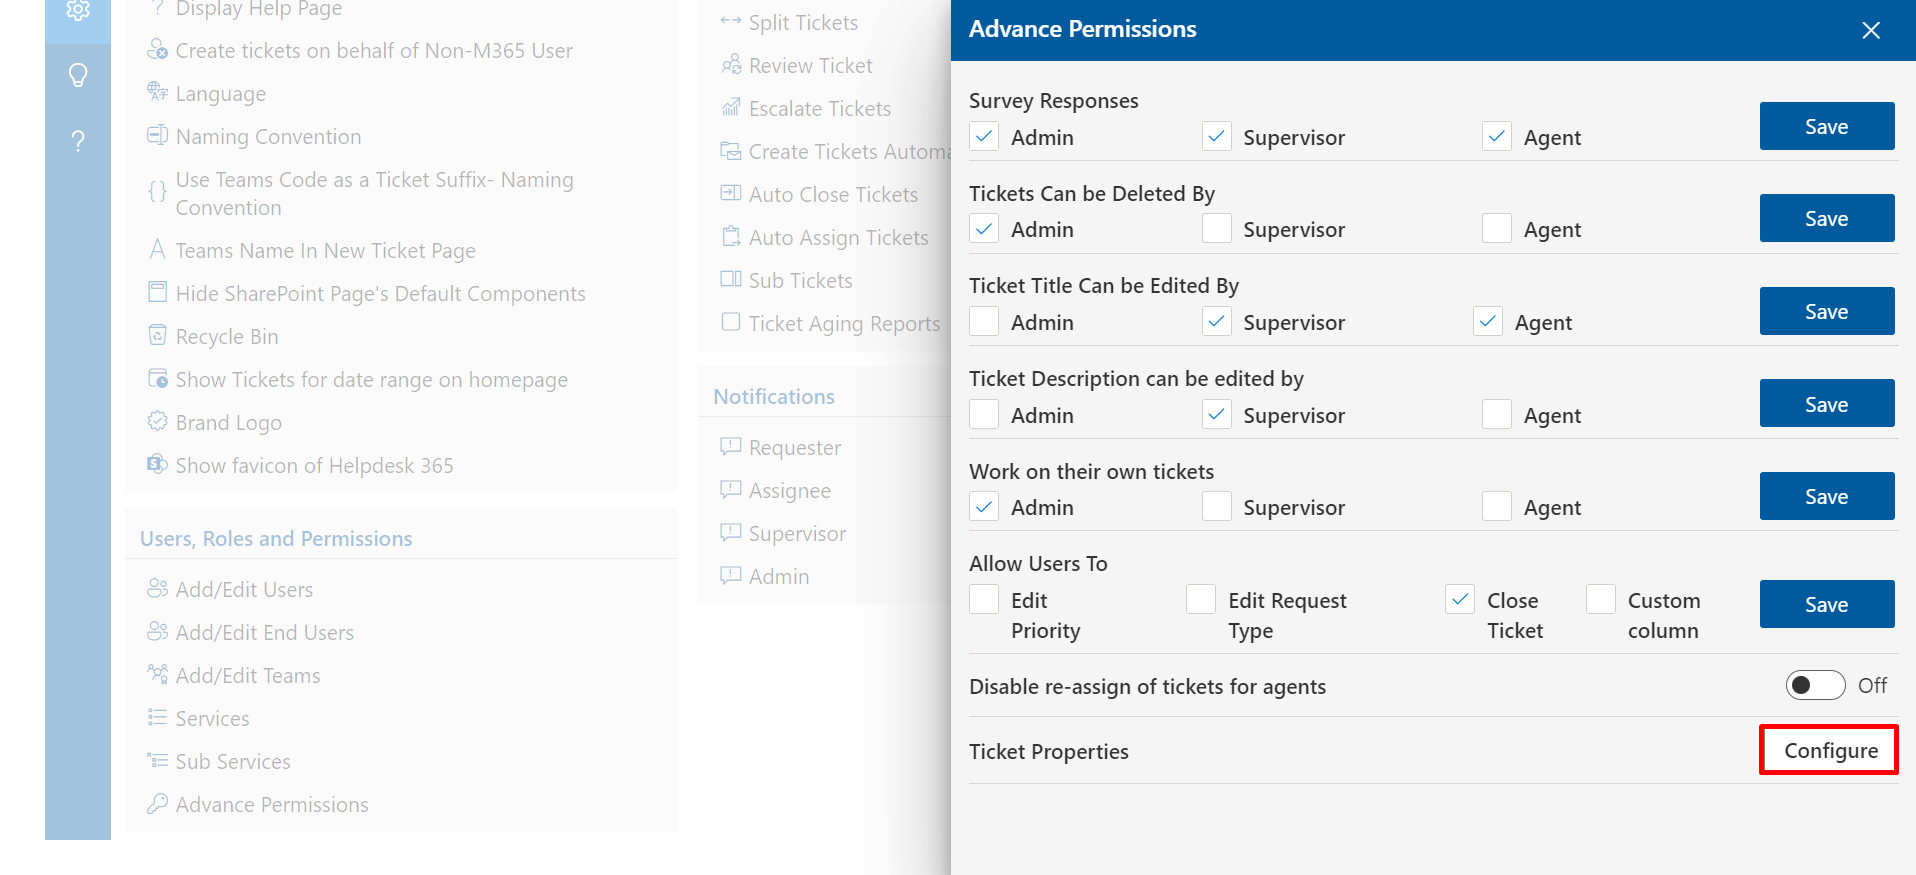 Display Help Page
Create tickets on behalf of Non-M365 User
Language
Naming Convention
Use Teams Code as a Ticket Suffix- Naming
Convention
Teams Name In New Ticket Page
Hide SharePoint Page's Default Components
Recycle Bin
Show Tickets for date range on homepage
Brand Logo
Show favicon of Helpdesk 365
Users, Roles and Permissions
Add/Edit Users
Add/Edit End Users
Add/Edit Teams
Services
Sub Services
Advance Permissions
Split Tickets
Review Ticket
Escalate Tickets
Create Tickets Automa
Auto Close Tickets
Auto Assign Tickets
Sub Tickets
Ticket Aging Reports
Notifications
Requester
Assignee
Supervisor
Admin
Advance Permissions
Survey Responses
Admin Supervisor Agent Save
Tickets Can be Deleted By
Admin Supervisor Agent Save
Ticket Title Can be Edited By
Admin Supervisor Agent Save
Ticket Description can be edited by
Admin Supervisor Agent Save
Work on their own tickets
Admin Supervisor Agent Save
Allow Users To
Edit Priority Edit Request Type Close Ticket Custom column Save
Disable re-assign of tickets for agents Off
Ticket Properties Configure